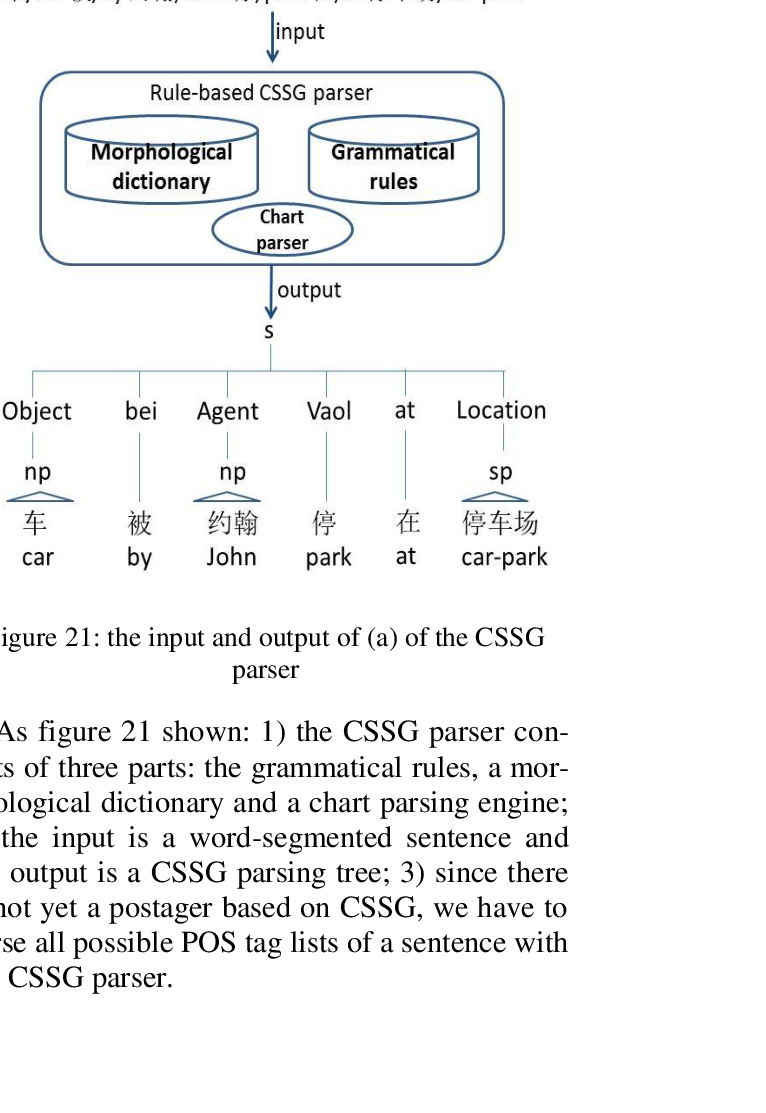 input
Rule-based CSSG parser
Morphological Grammatical
dictionary rules
Chart
parser
output
s
Object bei Agent Vaol at Location
np np sp
车 被 约翰 停 在 停车场
car by John park at car-park
igure 21: the input and output of (a) of the CSSG
parser
As figure 21 shown: 1) the CSSG parser con-
ts of three parts: the grammatical rules, a mor-
ological dictionary and a chart parsing engine;
the input is a word-segmented sentence and
output is a CSSG parsing tree; 3) since there
not yet a postager based on CSSG, we have to
rse all possible POS tag lists of a sentence with
CSSG parser.